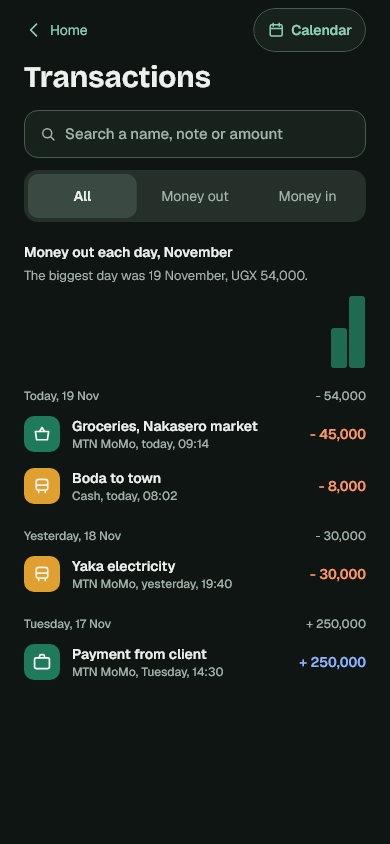 Home
Calendar
Transactions
Search a name, note or amount
All
Money out
Money in
Money out each day, November
The biggest day was 19 November, UGX 54,000.
Today, 19 Nov
- 54,000
Groceries, Nakasero market
- 45,000
MTN MoMo, today, 09:14
Boda to town
- 8,000
Cash, today, 08:02
Yesterday, 18 Nov
- 30,000
Yaka electricity
- 30,000
MTN MoMo, yesterday, 19:40
Tuesday, 17 Nov
+ 250,000
Payment from client
+ 250,000
MTN MoMo, Tuesday, 14:30